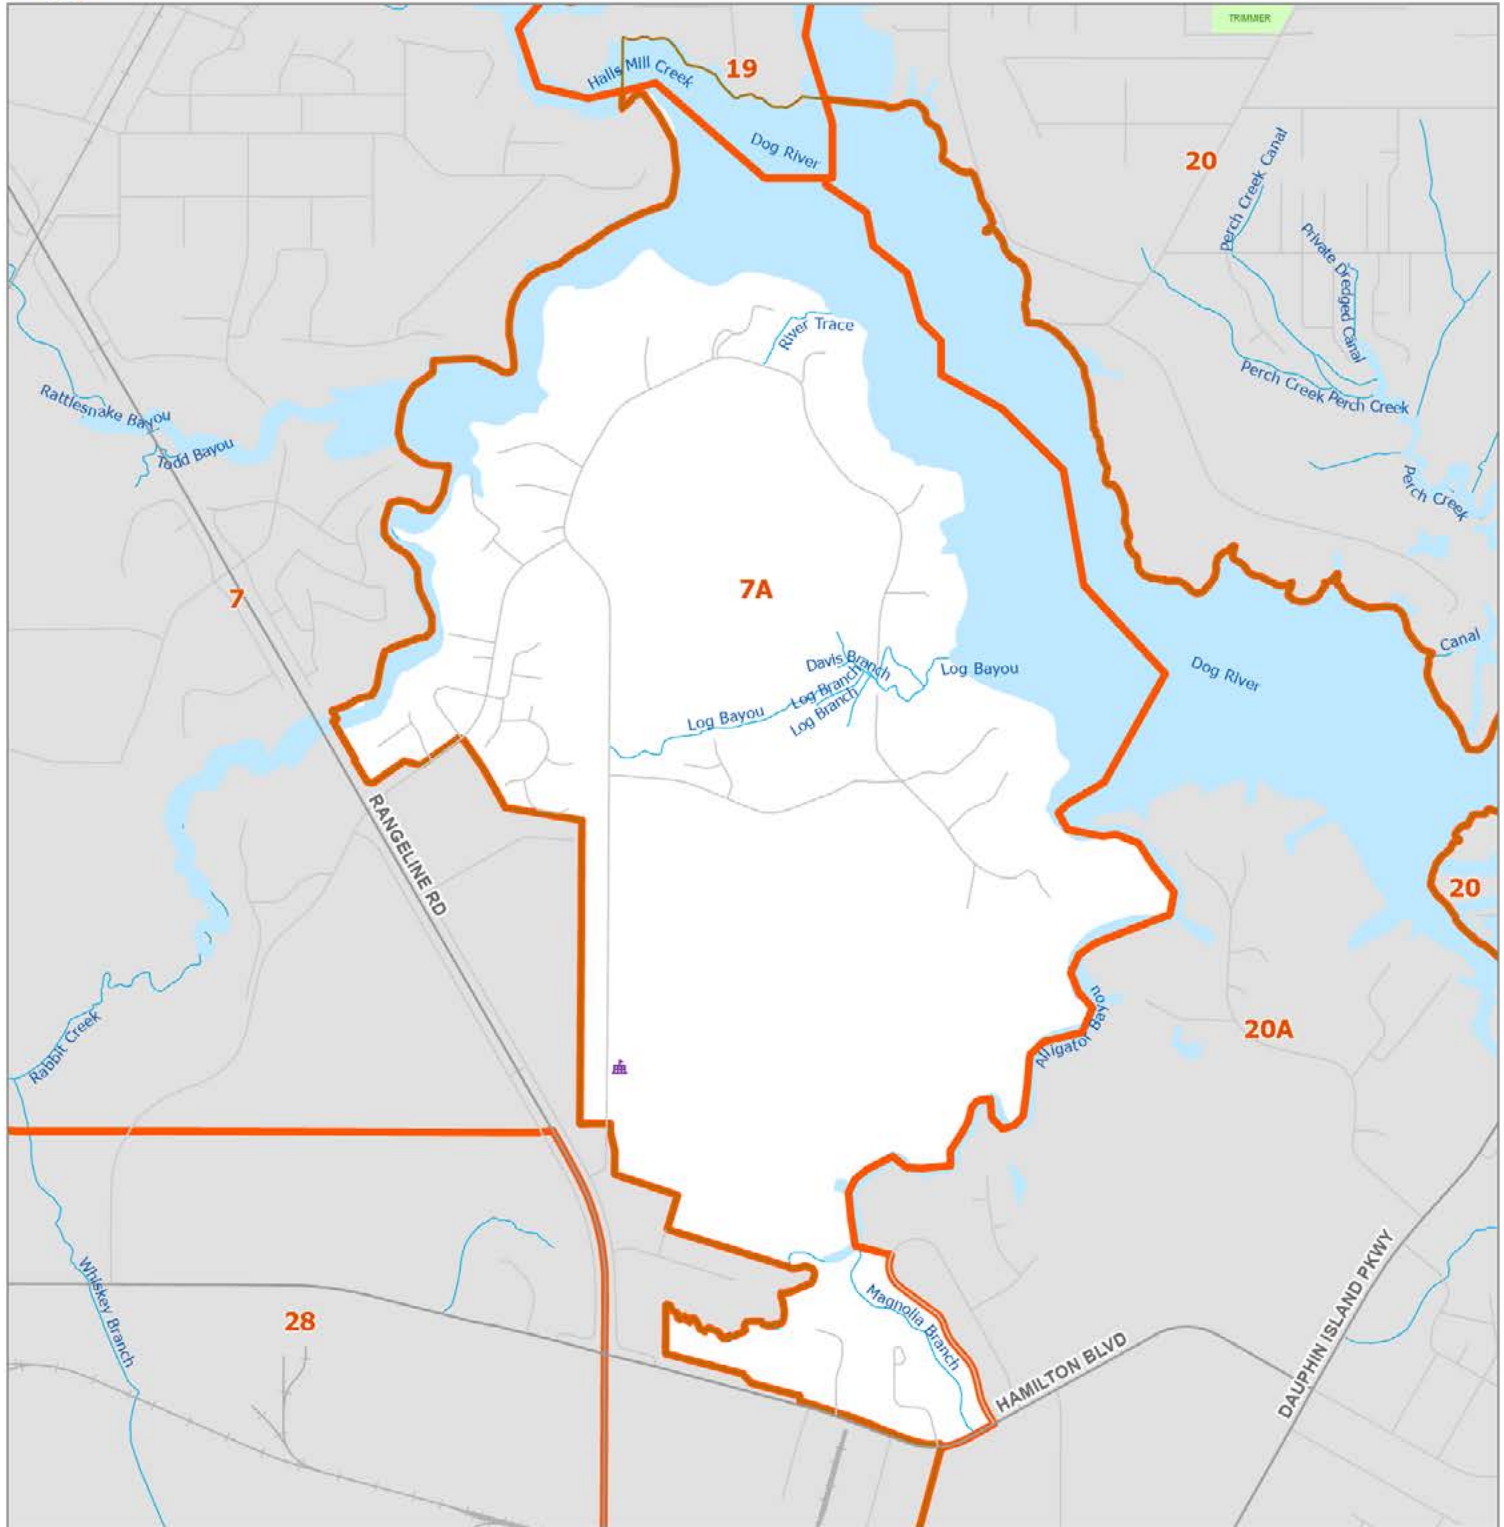 TRIMMIER
19
Halls Mill Creek
Dog River
20
Perch Creek Canal
Private Dredged Canal
River Trace
Perch Creek
Perch Creek
Rattlesnake Bayou
Todd Bayou
Perch Creek
7
7A
Canal
Davis Branch
Log Bayou
Dog River
Log Branch
Log Branch
Log Bayou
RANGELINE RD
20
Alligator Bayou
20A
Rabbit Creek
Whiskey Branch
Magnolia Branch
28
HAMILTON BLVD
DAUPHIN ISLAND PKWY